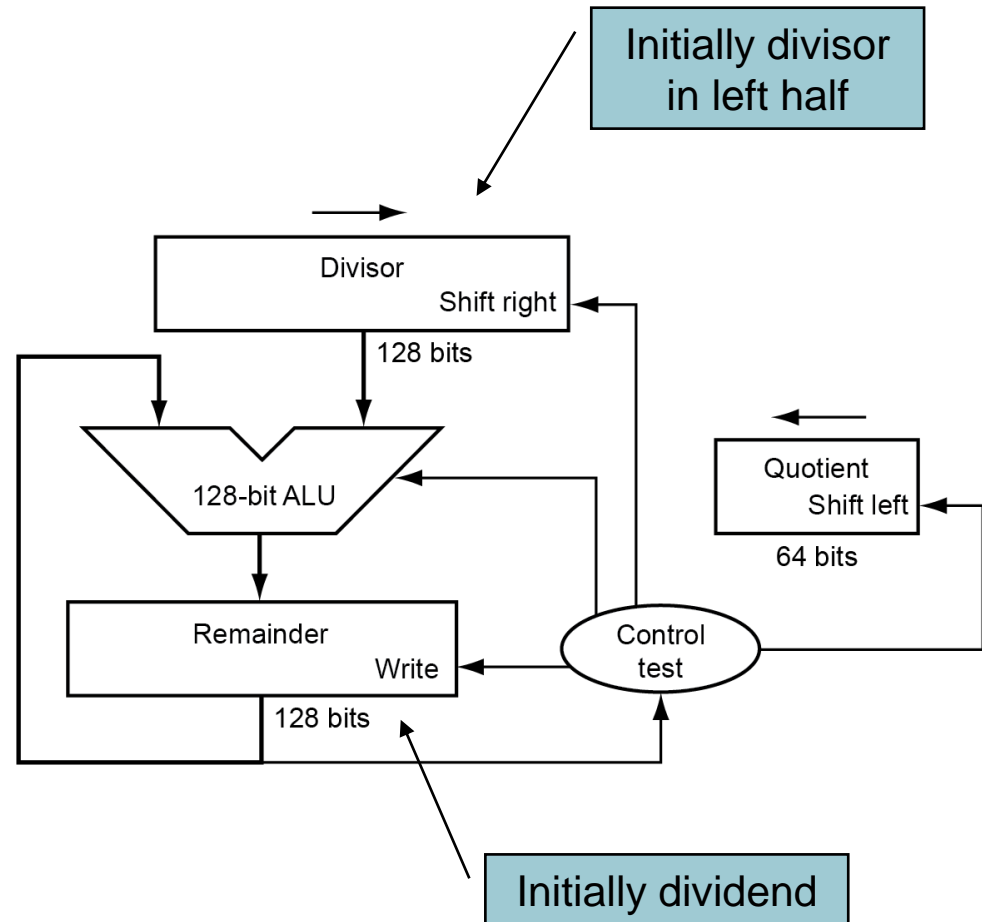 Initially divisor
in left half
Divisor
Shift right
128 bits
128-bit ALU
Quotient
Shift left
64 bits
Remainder
Write
128 bits
Control
test
Initially dividend